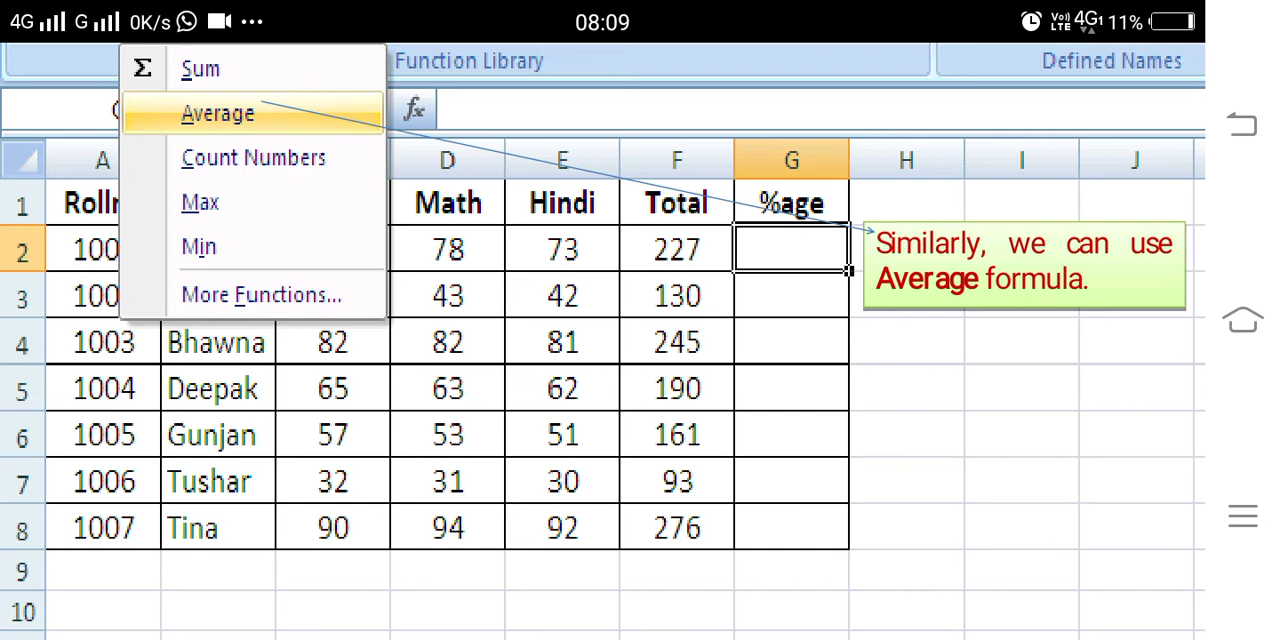 4G G 0K/s 08:09 VoI) LTE 4G1 11%
Σ Sum Function Library Defined Names
Average fx
Count Numbers A D E F G H I J
1 Max Math Hindi Total %age
2 Min 78 73 227
Similarly, we can use
Average formula.
3 More Functions... 43 42 130
4 1003 Bhawna 82 82 81 245
5 1004 Deepak 65 63 62 190
6 1005 Gunjan 57 53 51 161
7 1006 Tushar 32 31 30 93
8 1007 Tina 90 94 92 276
9
10